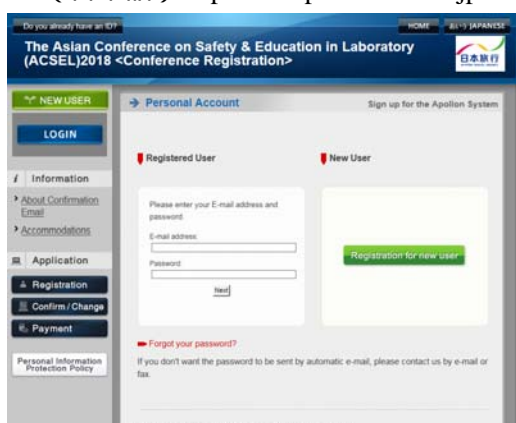 Do you already have an ID?
HOME
JAPANESE
The Asian Conference on Safety & Education in Laboratory
(ACSEL)2018 <Conference Registration>
日本旅行
NEW USER
LOGIN
Personal Account
Sign up for the Apollon System
Registered User
New User
Please enter your E-mail address and
password.
E-mail address:
Password:
Next
Registration for new user
Information
About Confirmation
Email
Accommodations
Application
Registration
Confirm/Change
Payment
Personal Information
Protection Policy
Forgot your password?
If you don't want the password to be sent by automatic e-mail, please contact us by e-mail or
fax.